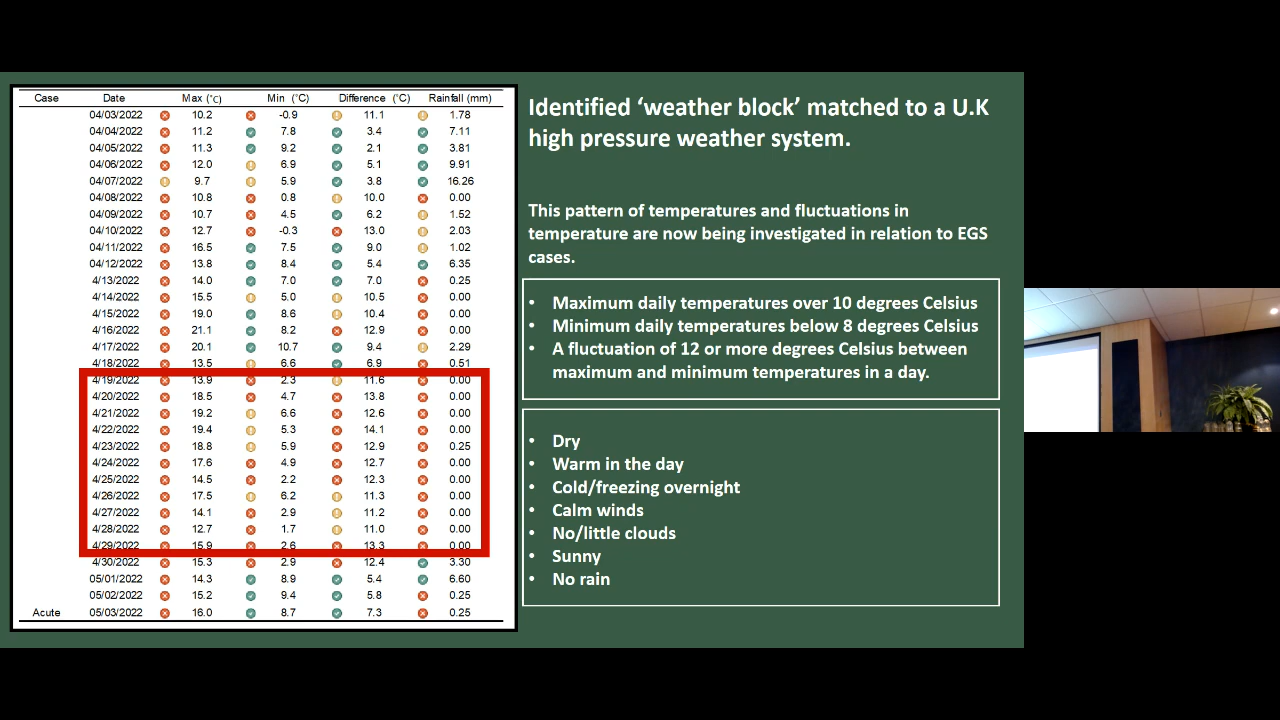 Case Date Max (°C) Min (°C) Difference (°C) Rainfall (mm)
04/03/2022 10.2 -0.9 11.1 1.78
04/04/2022 11.2 7.8 3.4 7.11
04/05/2022 11.3 9.2 2.1 3.81
04/06/2022 12.0 6.9 5.1 9.91
04/07/2022 9.7 5.9 3.8 16.26
04/08/2022 10.8 0.8 10.0 0.00
04/09/2022 10.7 4.5 6.2 1.52
04/10/2022 12.7 -0.3 13.0 2.03
04/11/2022 16.5 7.5 9.0 1.02
04/12/2022 13.8 8.4 5.4 6.35
4/13/2022 14.0 7.0 7.0 0.25
4/14/2022 15.5 5.0 10.5 0.00
4/15/2022 19.0 8.6 10.4 0.00
4/16/2022 21.1 8.2 12.9 0.00
4/17/2022 20.1 10.7 9.4 2.29
4/18/2022 13.5 6.6 6.9 0.51
4/19/2022 13.9 2.3 11.6 0.00
4/20/2022 18.5 4.7 13.8 0.00
4/21/2022 19.2 6.6 12.6 0.00
4/22/2022 19.4 5.3 14.1 0.00
4/23/2022 18.8 5.9 12.9 0.25
4/24/2022 17.6 4.9 12.7 0.00
4/25/2022 14.5 2.2 12.3 0.00
4/26/2022 17.5 6.2 11.3 0.00
4/27/2022 14.1 2.9 11.2 0.00
4/28/2022 12.7 1.7 11.0 0.00
4/29/2022 15.9 2.6 13.3 0.00
4/30/2022 15.3 2.9 12.4 3.30
05/01/2022 14.3 8.9 5.4 6.60
05/02/2022 15.2 9.4 5.8 0.25
Acute 05/03/2022 16.0 8.7 7.3 0.25
Identified ‘weather block’ matched to a U.K
high pressure weather system.
This pattern of temperatures and fluctuations in
temperature are now being investigated in relation to EGS
cases.
• Maximum daily temperatures over 10 degrees Celsius
• Minimum daily temperatures below 8 degrees Celsius
• A fluctuation of 12 or more degrees Celsius between
maximum and minimum temperatures in a day.
• Dry
• Warm in the day
• Cold/freezing overnight
• Calm winds
• No/little clouds
• Sunny
• No rain